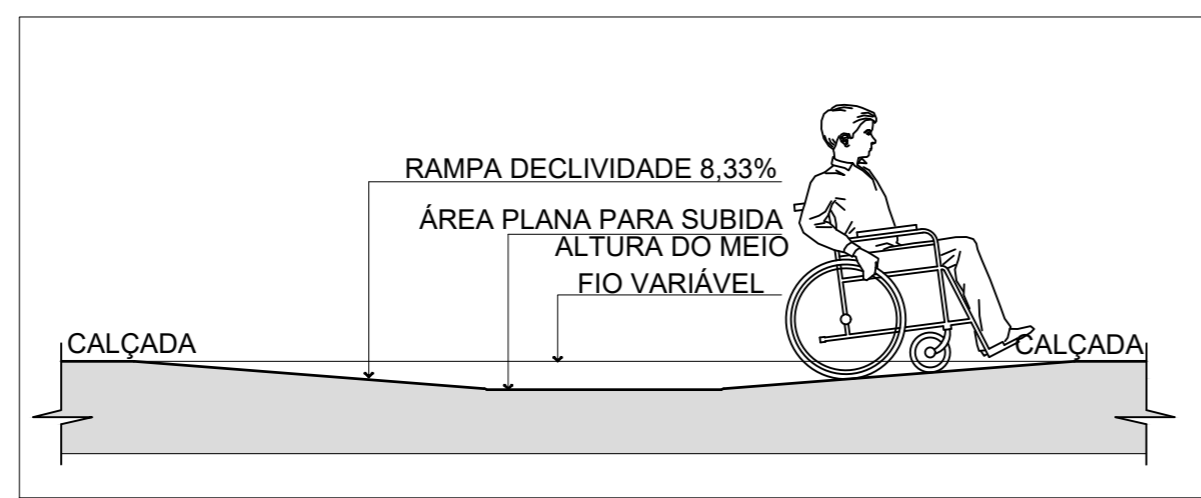 RAMPA DECLIVIDADE 8,33%
ÁREA PLANA PARA SUBIDA
ALTURA DO MEIO
FIO VARIÁVEL
CALÇADA
CALÇADA